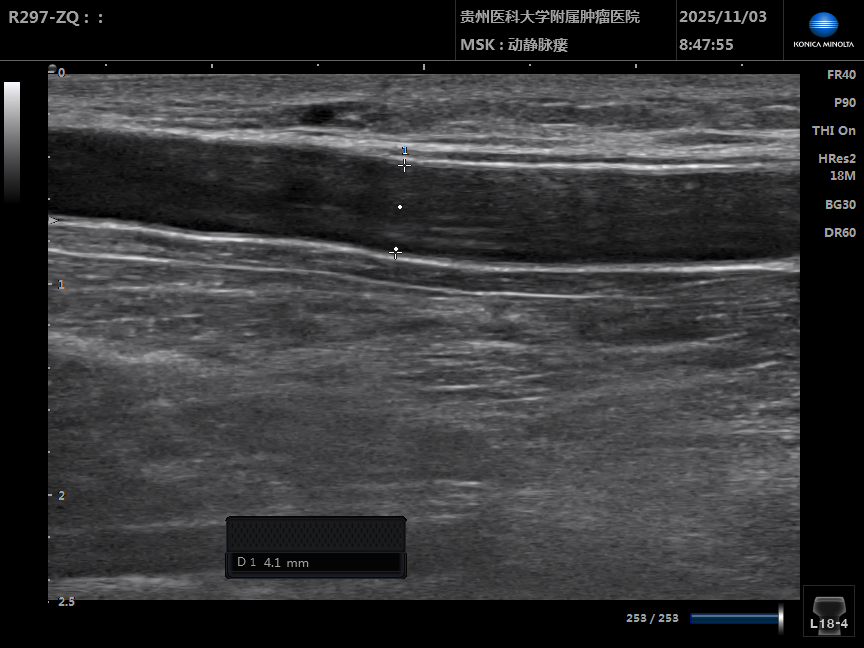 R297-ZQ : :
贵州医科大学附属肿瘤医院
2025/11/03
MSK : 动静脉瘘
8:47:55
KONICA MINOLTA
FR40
P90
THI On
HRes2
18M
BG30
DR60
0
1
1
2
2.5
D 1 4.1 mm
253 / 253
L18-4